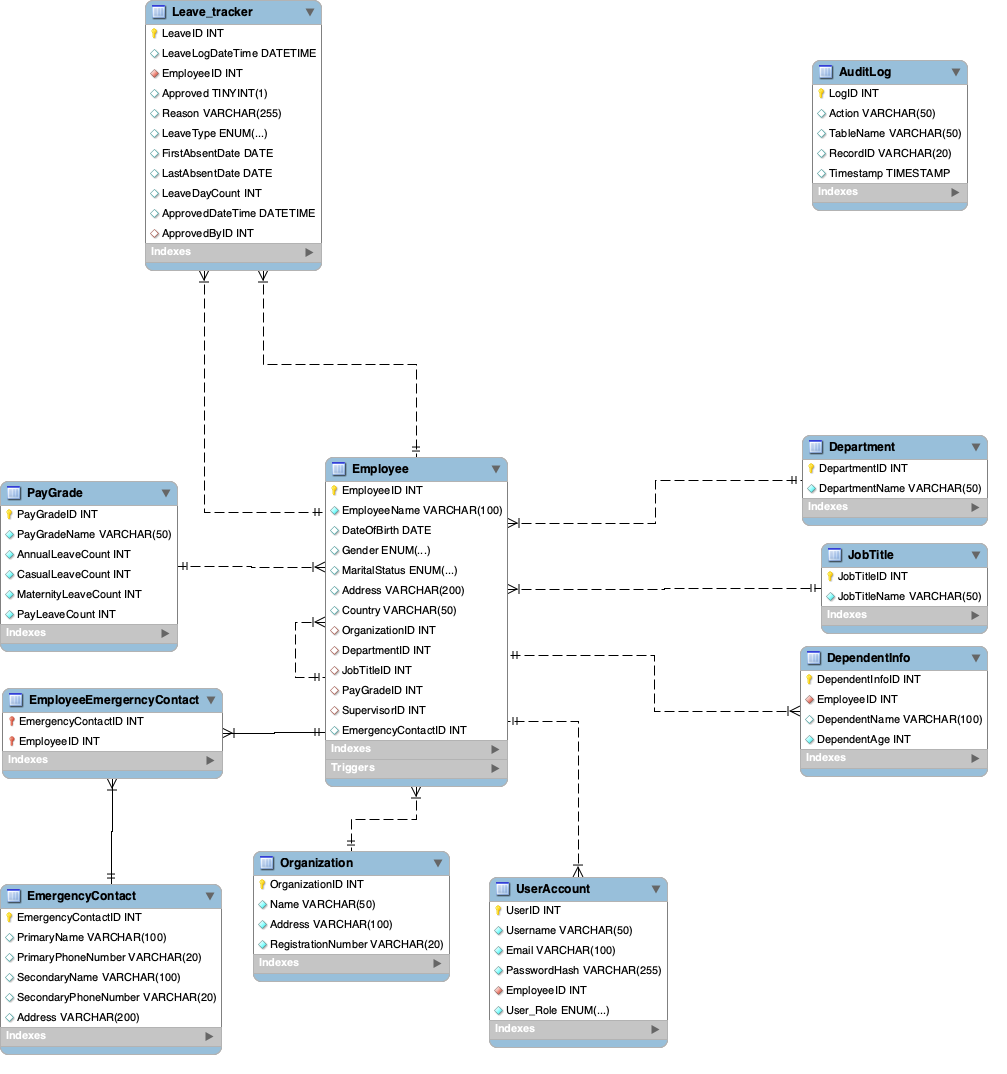 Leave_tracker
LeaveID INT
LeaveLogDateTime DATETIME
EmployeeID INT
Approved TINYINT(1)
Reason VARCHAR(255)
LeaveType ENUM(...)
FirstAbsentDate DATE
LastAbsentDate DATE
LeaveDayCount INT
ApprovedDateTime DATETIME
ApprovedByID INT
Indexes
AuditLog
LogID INT
Action VARCHAR(50)
TableName VARCHAR(50)
RecordID VARCHAR(20)
Timestamp TIMESTAMP
Indexes
PayGrade
PayGradeID INT
PayGradeName VARCHAR(50)
AnnualLeaveCount INT
CasualLeaveCount INT
MaternityLeaveCount INT
PayLeaveCount INT
Indexes
Employee
EmployeeID INT
EmployeeName VARCHAR(100)
DateOfBirth DATE
Gender ENUM(...)
MaritalStatus ENUM(...)
Address VARCHAR(200)
Country VARCHAR(50)
OrganizationID INT
DepartmentID INT
JobTitleID INT
PayGradeID INT
SupervisorID INT
EmergencyContactID INT
Indexes
Triggers
Department
DepartmentID INT
DepartmentName VARCHAR(50)
Indexes
JobTitle
JobTitleID INT
JobTitleName VARCHAR(50)
Indexes
DependentInfo
DependentInfoID INT
EmployeeID INT
DependentName VARCHAR(100)
DependentAge INT
Indexes
EmployeeEmergerncyContact
EmergencyContactID INT
EmployeeID INT
Indexes
EmergencyContact
EmergencyContactID INT
PrimaryName VARCHAR(100)
PrimaryPhoneNumber VARCHAR(20)
SecondaryName VARCHAR(100)
SecondaryPhoneNumber VARCHAR(20)
Address VARCHAR(200)
Indexes
Organization
OrganizationID INT
Name VARCHAR(50)
Address VARCHAR(100)
RegistrationNumber VARCHAR(20)
Indexes
UserAccount
UserID INT
Username VARCHAR(50)
Email VARCHAR(100)
PasswordHash VARCHAR(255)
EmployeeID INT
User_Role ENUM(...)
Indexes